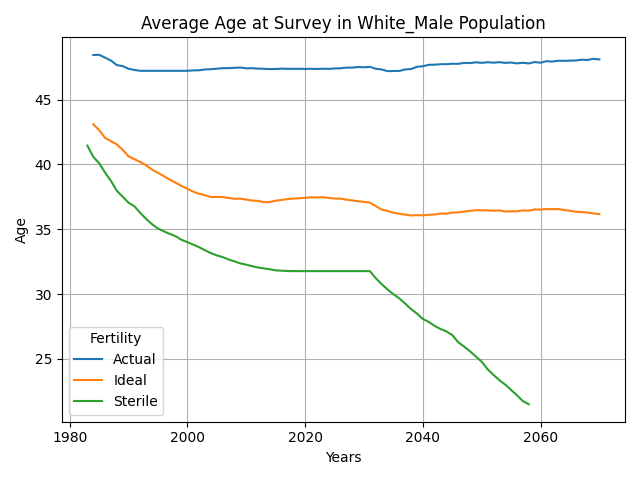 Average Age at Survey in White_Male Population
Age
45
40
35
30
25
Fertility
Actual
Ideal
Sterile
1980
2000
2020
2040
2060
Years